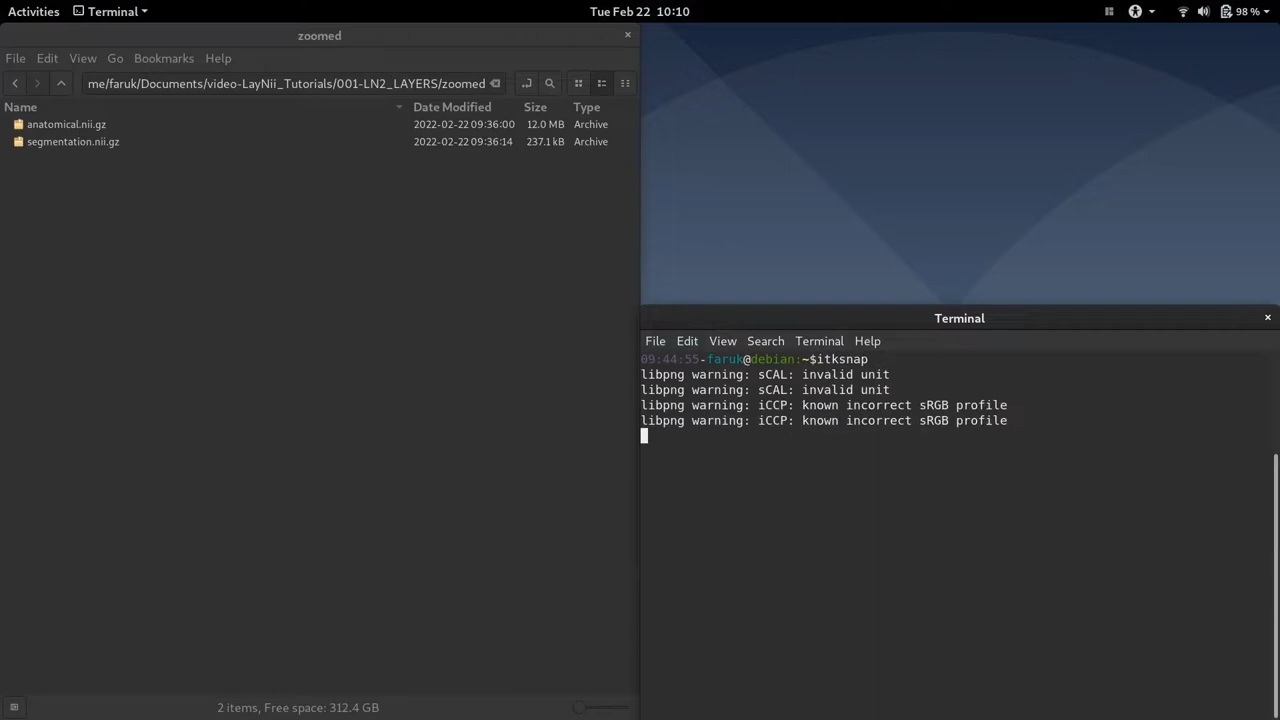 Activities Terminal Tue Feb 22 10:10 98 %
zoomed ×
File Edit View Go Bookmarks Help
me/faruk/Documents/video-LayNii_Tutorials/001-LN2_LAYERS/zoomed
Name Date Modified Size Type
anatomical.nii.gz 2022-02-22 09:36:00 12.0 MB Archive
segmentation.nii.gz 2022-02-22 09:36:14 237.1 kB Archive
2 items, Free space: 312.4 GB
Terminal ×
File Edit View Search Terminal Help
09:44:55-faruk@debian:~$itksnap
libpng warning: sCAL: invalid unit
libpng warning: sCAL: invalid unit
libpng warning: iCCP: known incorrect sRGB profile
libpng warning: iCCP: known incorrect sRGB profile